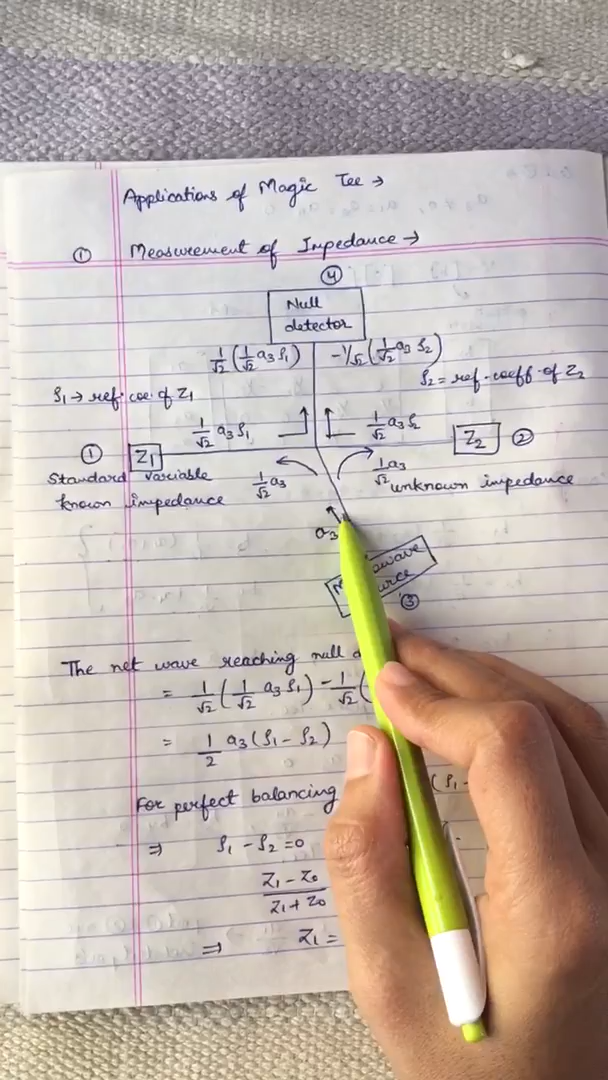 Applications of Magic Tee →
① Measurement of Impedance →
④
Null
detector
1/√2 (1/√2 a3 ρ1) -1/√2 (1/√2 a3 ρ2)
ρ2 = ref. coeff. of Z2
ρ1 → ref. coe. of Z1
1/√2 a3 ρ1
1/√2 a3 ρ2
① Z1
Z2 ②
Standard variable
known impedance
1/√2 a3
1/√2 a3
unknown impedance
a3
③
The net wave reaching null
= 1/√2 (1/√2 a3 ρ1) - 1/√2 (
= 1/2 a3 (ρ1 - ρ2)
For perfect balancing (ρ1 -
⇒ ρ1 - ρ2 = 0
Z1 - Z0
Z1 + Z0
⇒ Z1 =